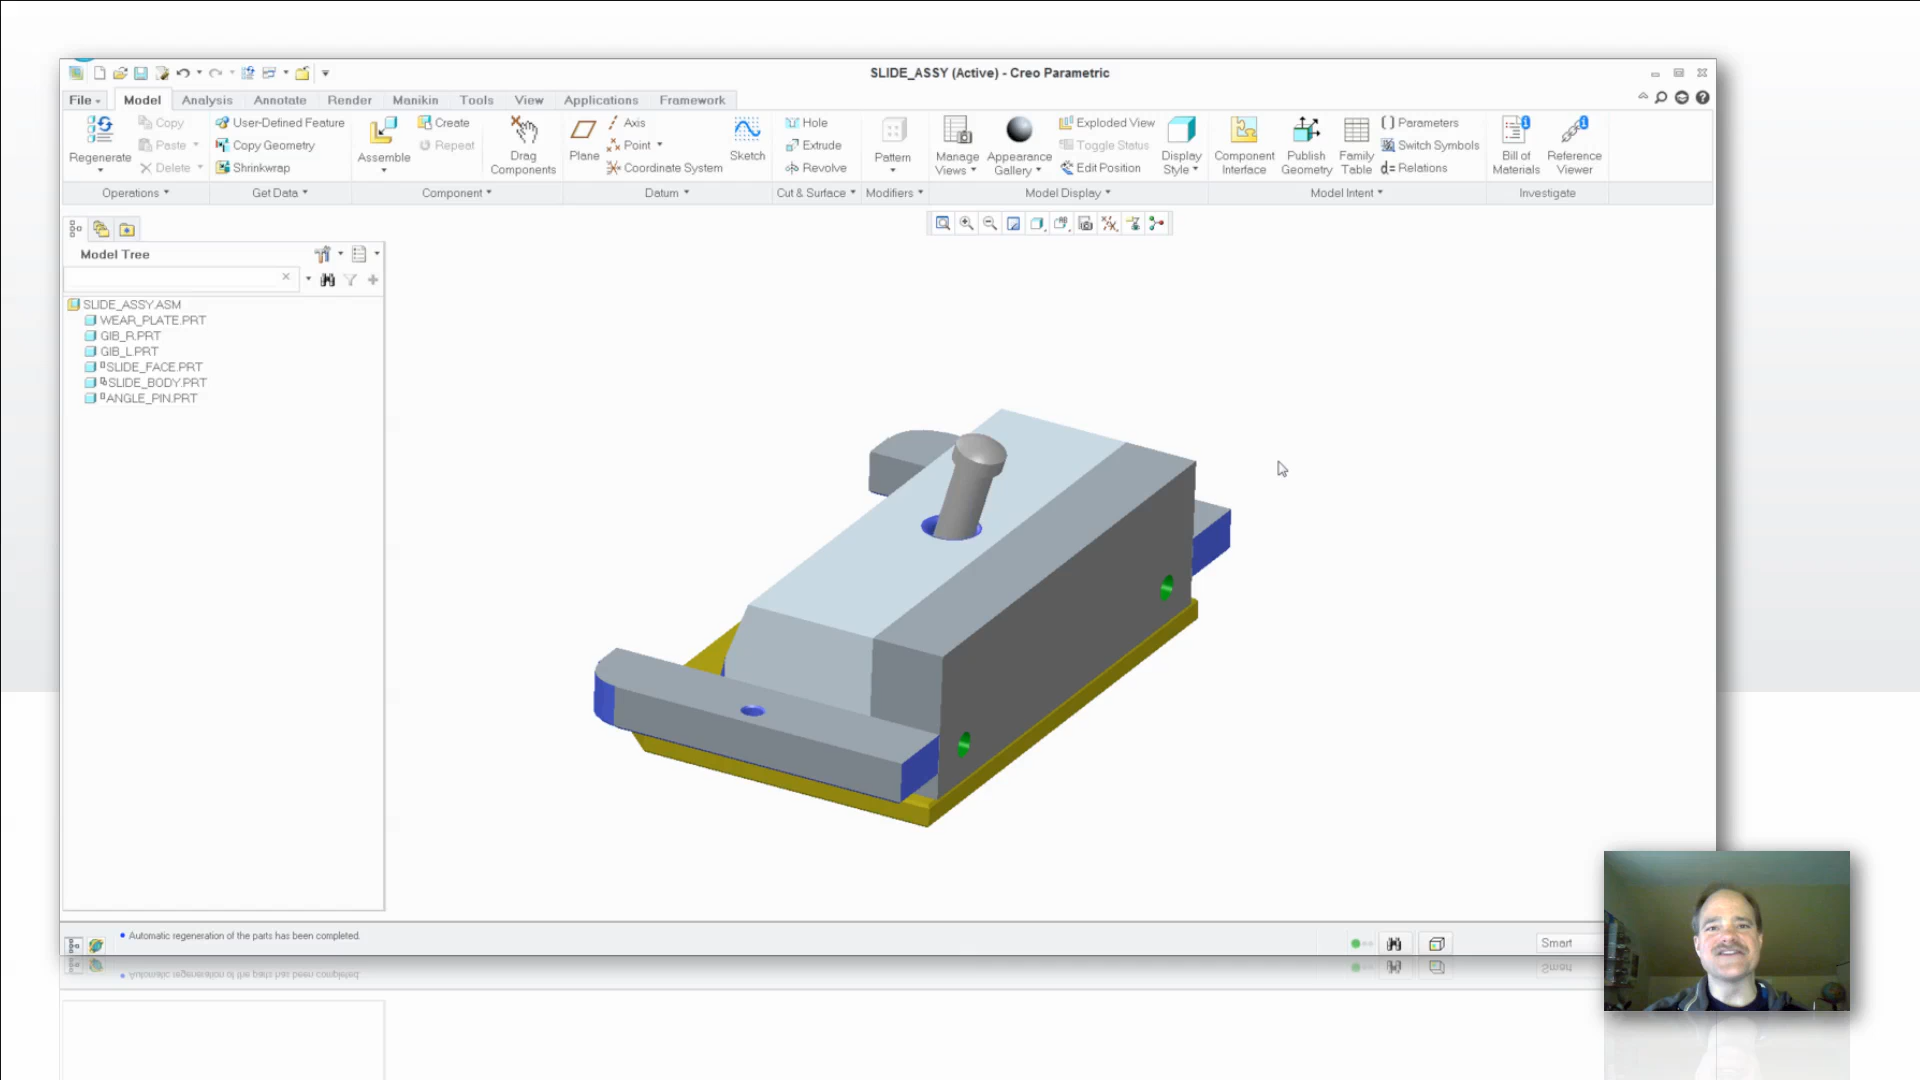 SLIDE_ASSY (Active) - Creo Parametric
File Model Analysis Annotate Render Manikin Tools View Applications Framework
Regenerate
Copy
Paste
Delete
User-Defined Feature
Copy Geometry
Shrinkwrap
Assemble
Create
Repeat
Drag
Components
Plane
Axis
Point
Coordinate System
Sketch
Hole
Extrude
Revolve
Pattern
Manage
Views
Appearance
Gallery
Exploded View
Toggle Status
Edit Position
Display
Style
Component
Interface
Publish
Geometry
Family
Table
Parameters
Switch Symbols
d= Relations
Bill of
Materials
Reference
Viewer
Operations Get Data Component Datum Cut & Surface Modifiers Model Display Model Intent Investigate
Model Tree
SLIDE_ASSY.ASM
WEAR_PLATE.PRT
GIB_R.PRT
GIB_L.PRT
SLIDE_FACE.PRT
SLIDE_BODY.PRT
ANGLE_PIN.PRT
Automatic regeneration of the parts has been completed.
Smart